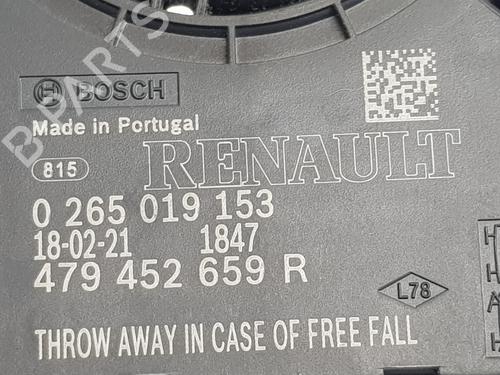 BOSCH
Made in Portugal
815
RENAULT
0 265 019 153
18-02-21 1847
479 452 659 R
L78
THROW AWAY IN CASE OF FREE FALL
B PARTS